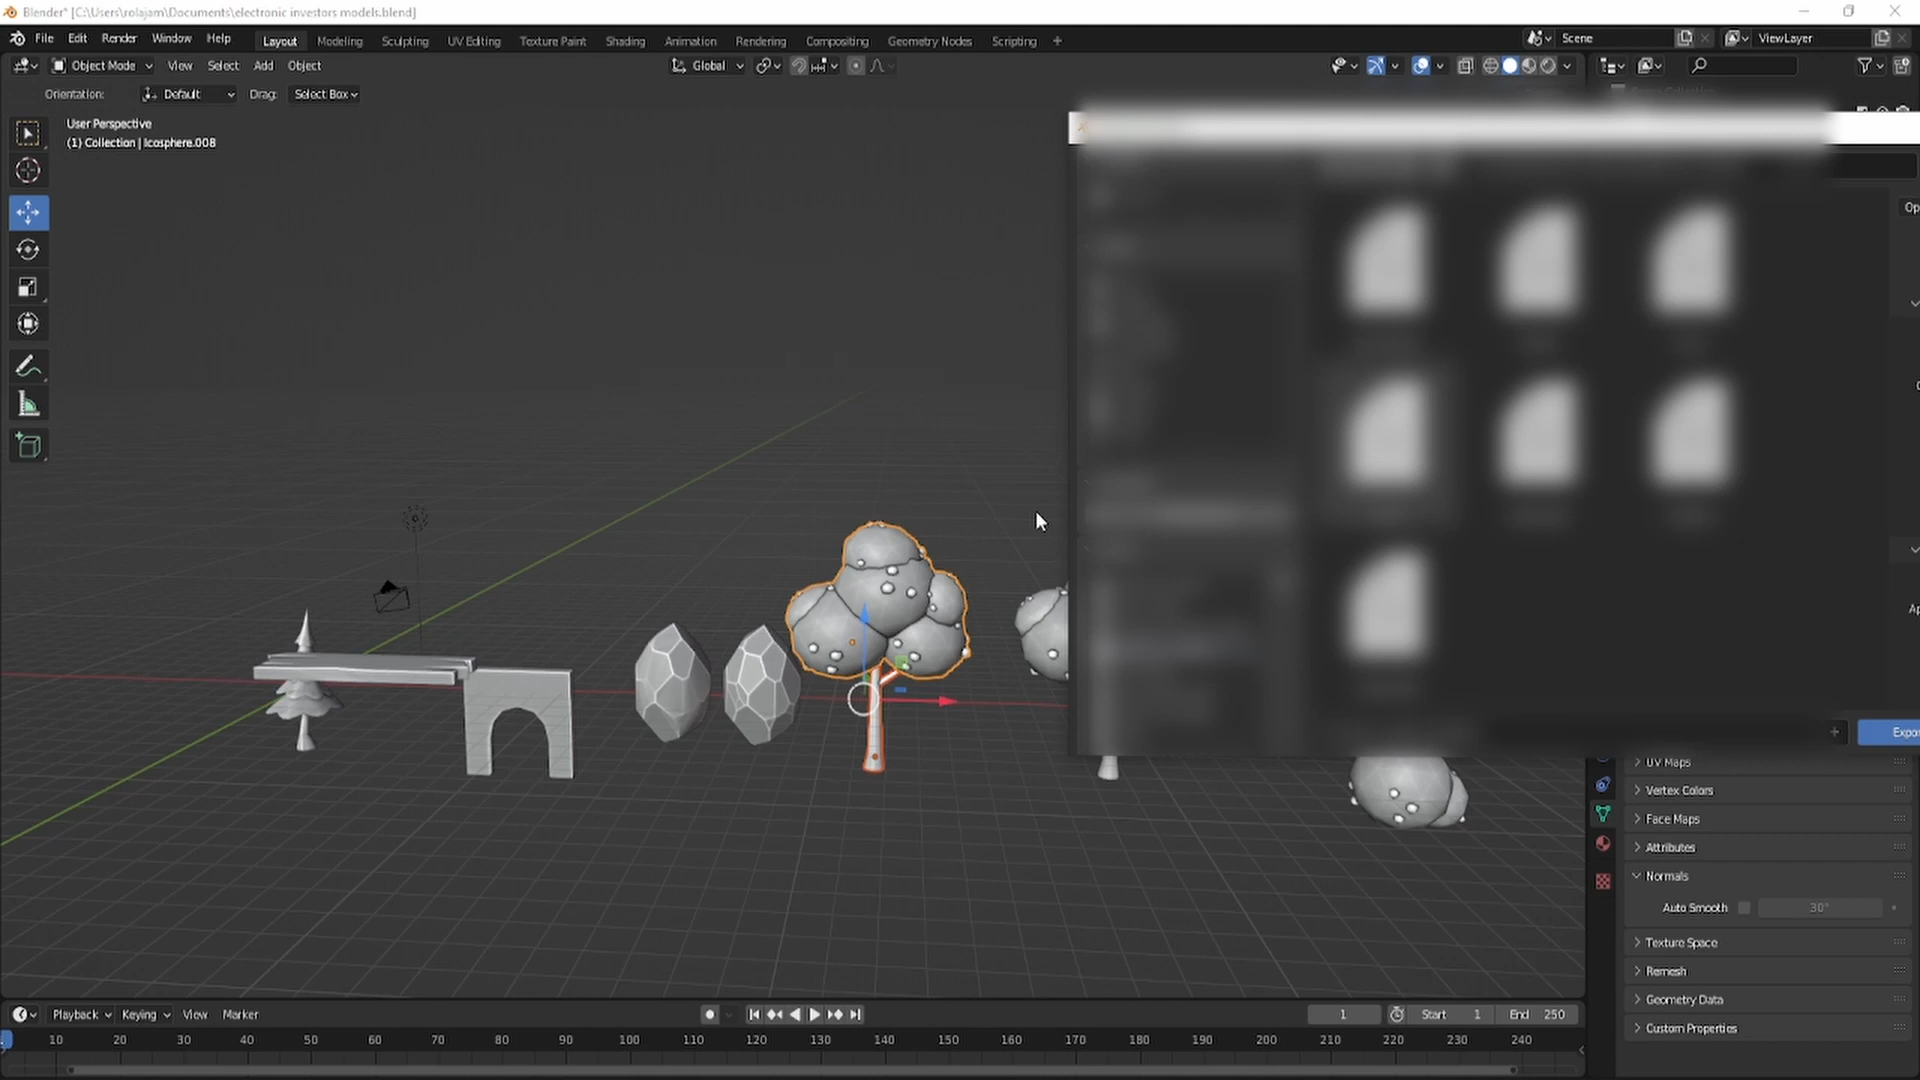 Blender* [C:\Users\rolajam\Documents\electronic investors models.blend]
File Edit Render Window Help Layout Modeling Sculpting UV Editing Texture Paint Shading Animation Rendering Compositing Geometry Nodes Scripting + Scene ViewLayer
Object Mode View Select Add Object Global
Orientation: Default Drag: Select Box
User Perspective
(1) Collection | Icosphere.008
Op
Ap
Expor
UV Maps
Vertex Colors
Face Maps
Attributes
Normals
Auto Smooth 30°
Texture Space
Remesh
Geometry Data
Custom Properties
Playback Keying View Marker 1 Start 1 End 250
10 20 30 40 50 60 70 80 90 100 110 120 130 140 150 160 170 180 190 200 210 220 230 240